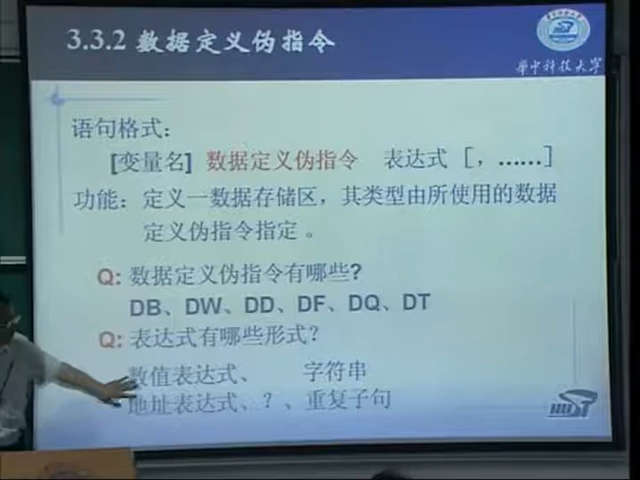 3.3.2 数据定义伪指令
華中科技大学
语句格式：
[变量名] 数据定义伪指令 表达式 [，……]
功能：定义一数据存储区，其类型由所使用的数据
定义伪指令指定 。
Q: 数据定义伪指令有哪些?
DB、DW、DD、DF、DQ、DT
Q: 表达式有哪些形式？
数值表达式、 字符串
地址表达式、？、重复子句
HUST